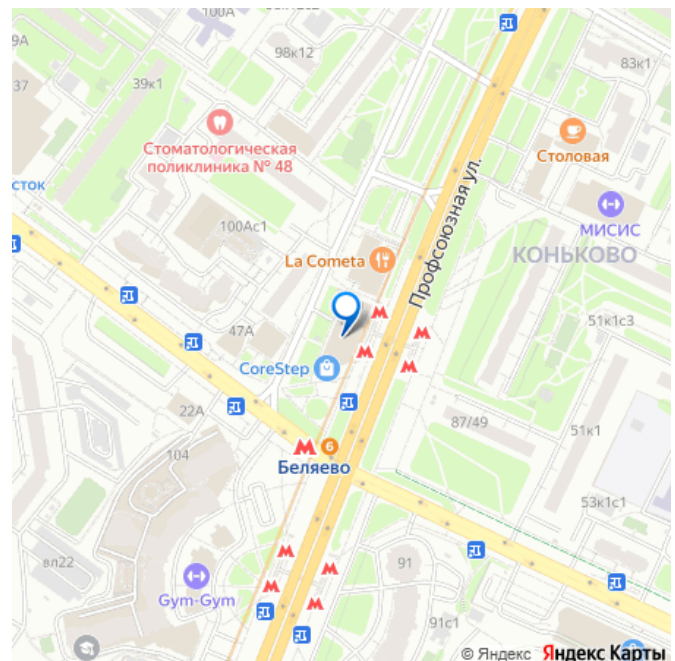 100А
98к12
83к1
9А
39к1
37
Стоматологическая
поликлиника № 48
Столовая
сток
МИСИС
100Ас1
Профсоюзная ул.
КОНЬКОВО
La Cometa
51к1с3
47А
CoreStep
22А
87/49
51к1
104
6
Беляево
53к1с1
вл22
91
Gym-Gym
91с1
© Яндекс Яндекс Карты